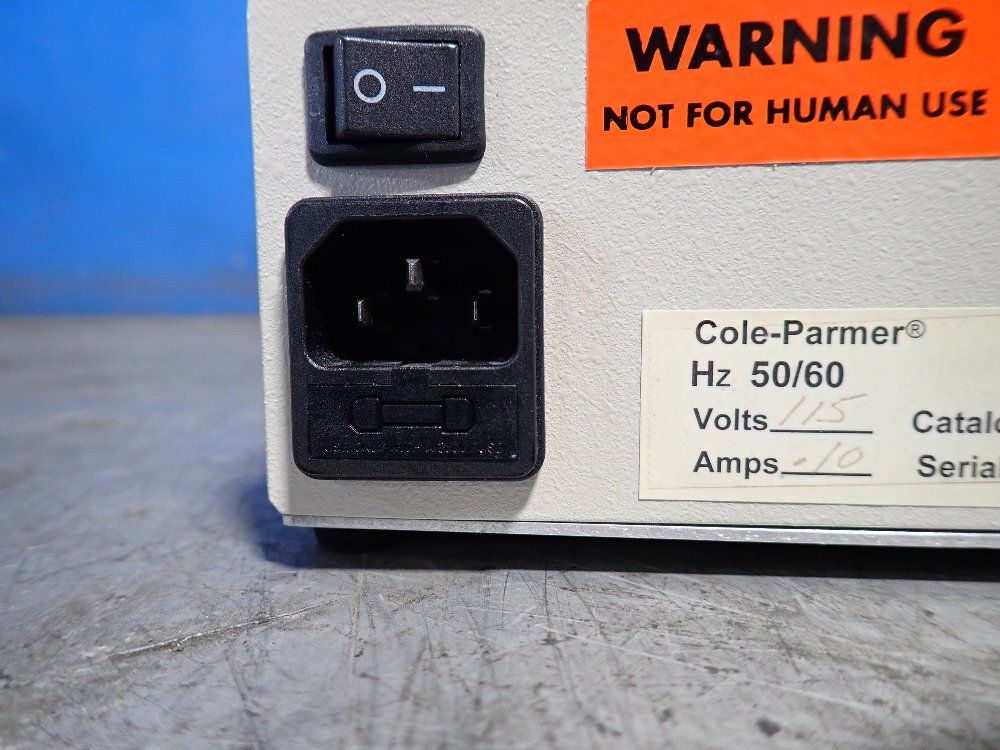 O —
WARNING
NOT FOR HUMAN USE
Cole-Parmer®
Hz 50/60
Volts 115 Catalo
Amps .10 Serial